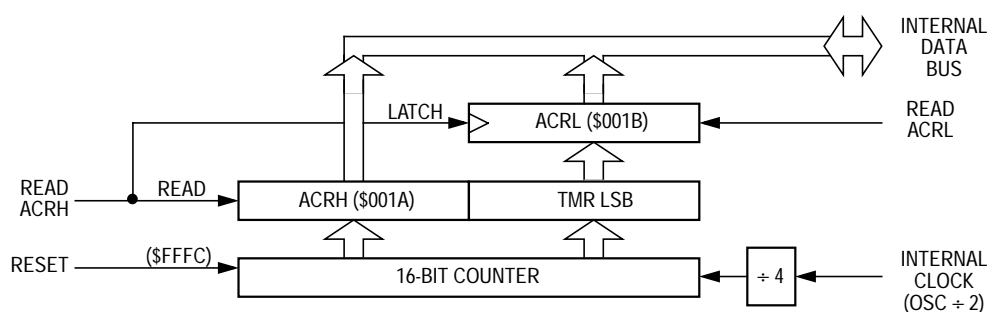 INTERNAL
DATA
BUS
LATCH
ACRL ($001B)
READ
ACRL
READ
ACRH
READ
ACRH ($001A)
TMR LSB
RESET
($FFFC)
16-BIT COUNTER
÷ 4
INTERNAL
CLOCK
(OSC ÷ 2)